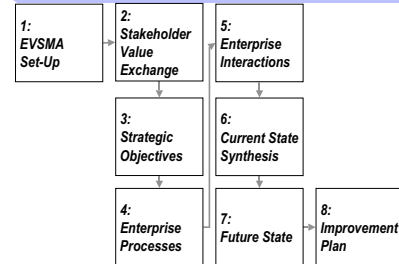 1:
EVSMA
Set-Up
2:
Stakeholder
Value
Exchange
3:
Strategic
Objectives
4:
Enterprise
Processes
5:
Enterprise
Interactions
6:
Current State
Synthesis
7:
Future State
8:
Improvement
Plan